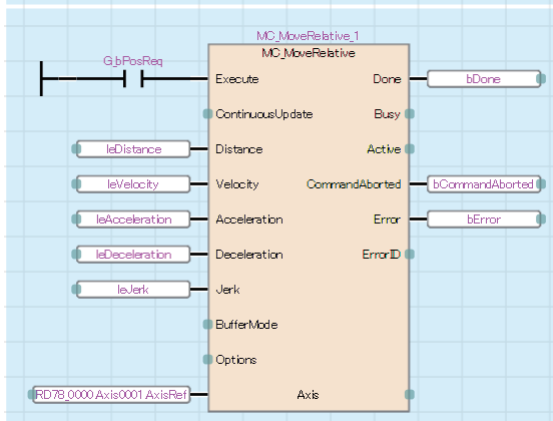 MC_MoveRelative_1
G_bPosReq
MC_MoveRelative
Execute Done bDone
ContinuousUpdate Busy
leDistance Distance Active
leVelocity Velocity CommandAborted bCommandAborted
leAcceleration Acceleration Error bError
leDeceleration Deceleration ErrorID
leJerk Jerk
BufferMode
Options
RD78_0000.Axis0001.AxisRef Axis